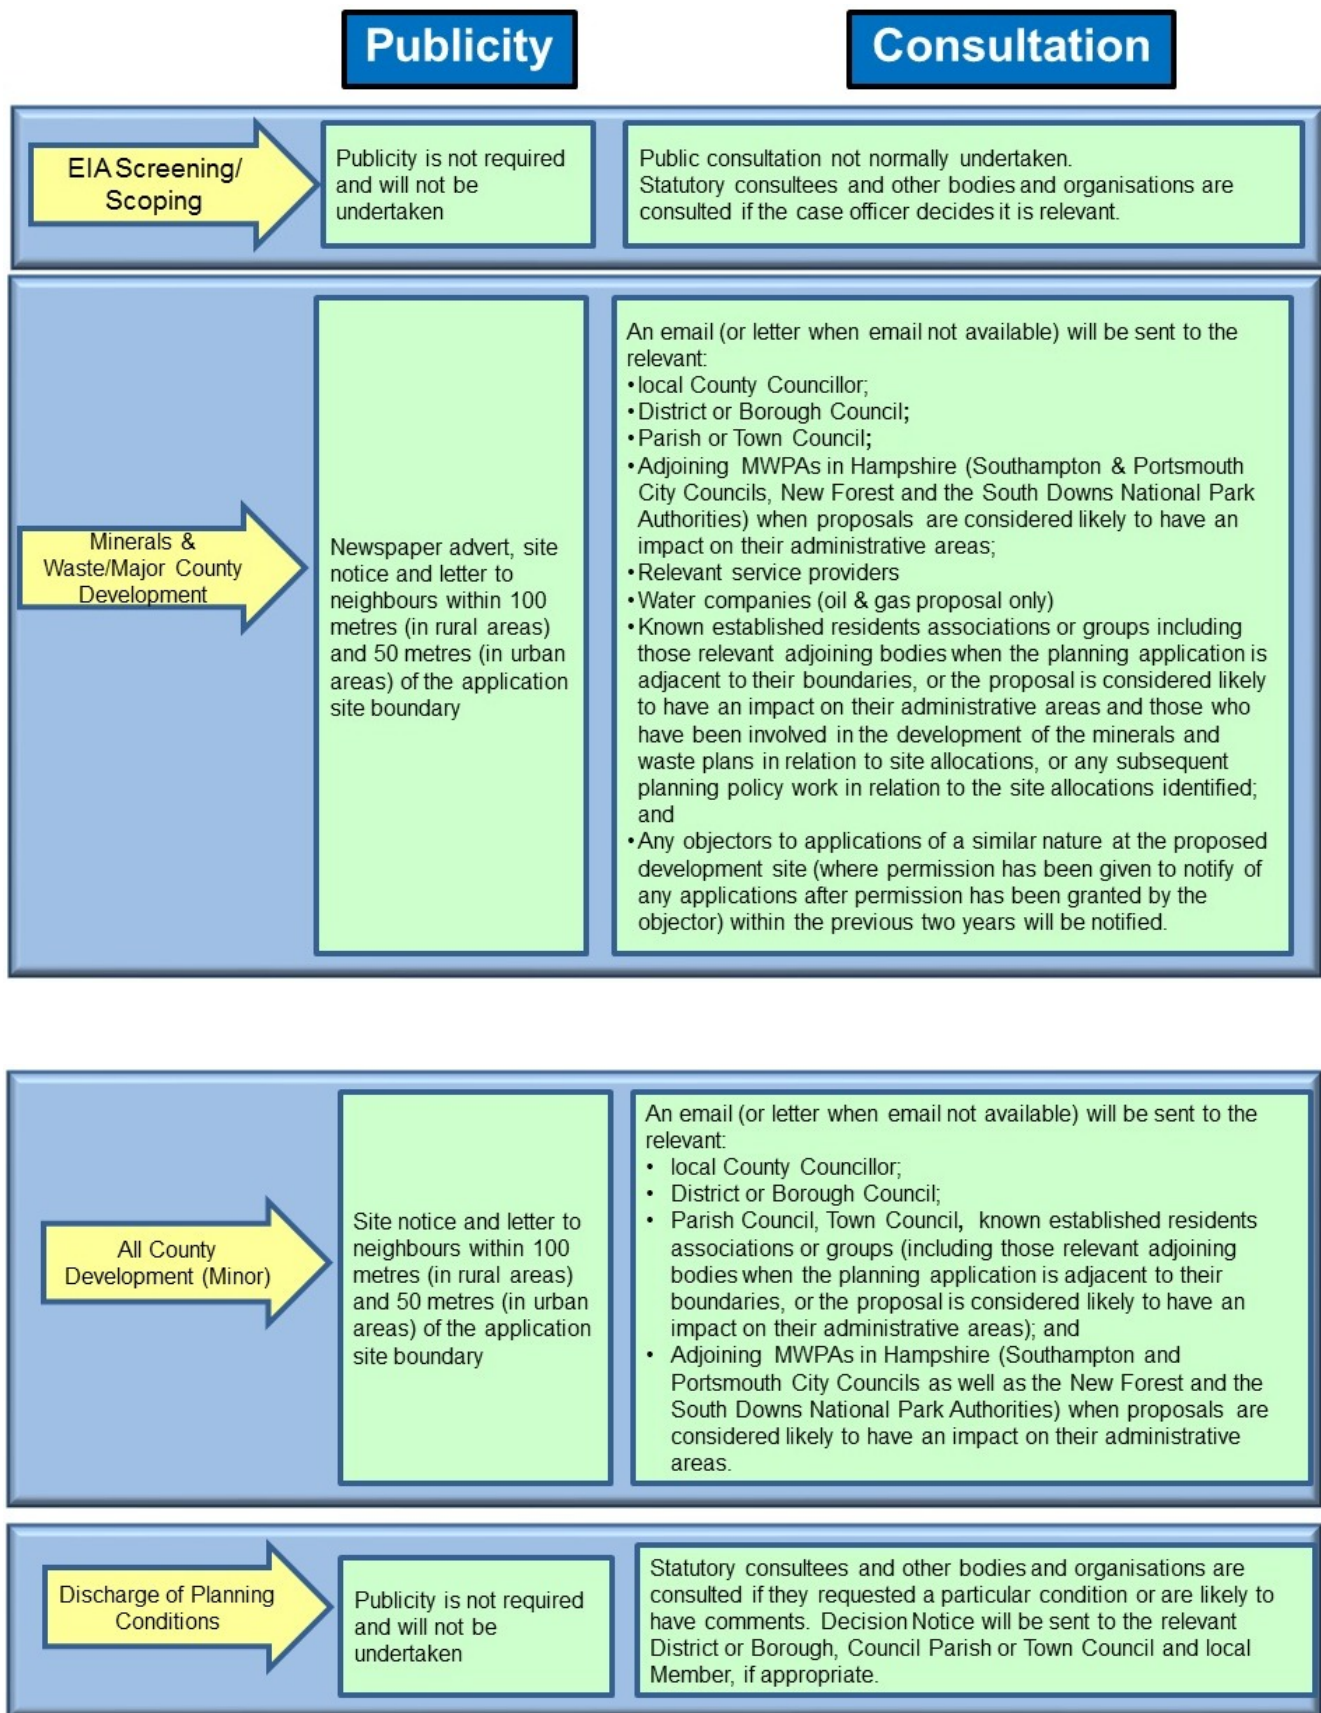 Publicity
Consultation
EIA Screening/
Scoping
Publicity is not required
and will not be
undertaken
Public consultation not normally undertaken.
Statutory consultees and other bodies and organisations are
consulted if the case officer decides it is relevant.
Minerals &
Waste/Major County
Development
Newspaper advert, site
notice and letter to
neighbours within 100
metres (in rural areas)
and 50 metres (in urban
areas) of the application
site boundary
An email (or letter when email not available) will be sent to the
relevant:
•local County Councillor;
•District or Borough Council;
•Parish or Town Council;
•Adjoining MWPAs in Hampshire (Southampton & Portsmouth
City Councils, New Forest and the South Downs National Park
Authorities) when proposals are considered likely to have an
impact on their administrative areas;
•Relevant service providers
•Water companies (oil & gas proposal only)
•Known established residents associations or groups including
those relevant adjoining bodies when the planning application is
adjacent to their boundaries, or the proposal is considered likely
to have an impact on their administrative areas and those who
have been involved in the development of the minerals and
waste plans in relation to site allocations, or any subsequent
planning policy work in relation to the site allocations identified;
and
•Any objectors to applications of a similar nature at the proposed
development site (where permission has been given to notify of
any applications after permission has been granted by the
objector) within the previous two years will be notified.
All County
Development (Minor)
Site notice and letter to
neighbours within 100
metres (in rural areas)
and 50 metres (in urban
areas) of the application
site boundary
An email (or letter when email not available) will be sent to the
relevant:
• local County Councillor;
• District or Borough Council;
• Parish Council, Town Council, known established residents
associations or groups (including those relevant adjoining
bodies when the planning application is adjacent to their
boundaries, or the proposal is considered likely to have an
impact on their administrative areas); and
• Adjoining MWPAs in Hampshire (Southampton and
Portsmouth City Councils as well as the New Forest and the
South Downs National Park Authorities) when proposals are
considered likely to have an impact on their administrative
areas.
Discharge of Planning
Conditions
Publicity is not required
and will not be
undertaken
Statutory consultees and other bodies and organisations are
consulted if they requested a particular condition or are likely to
have comments. Decision Notice will be sent to the relevant
District or Borough, Council Parish or Town Council and local
Member, if appropriate.